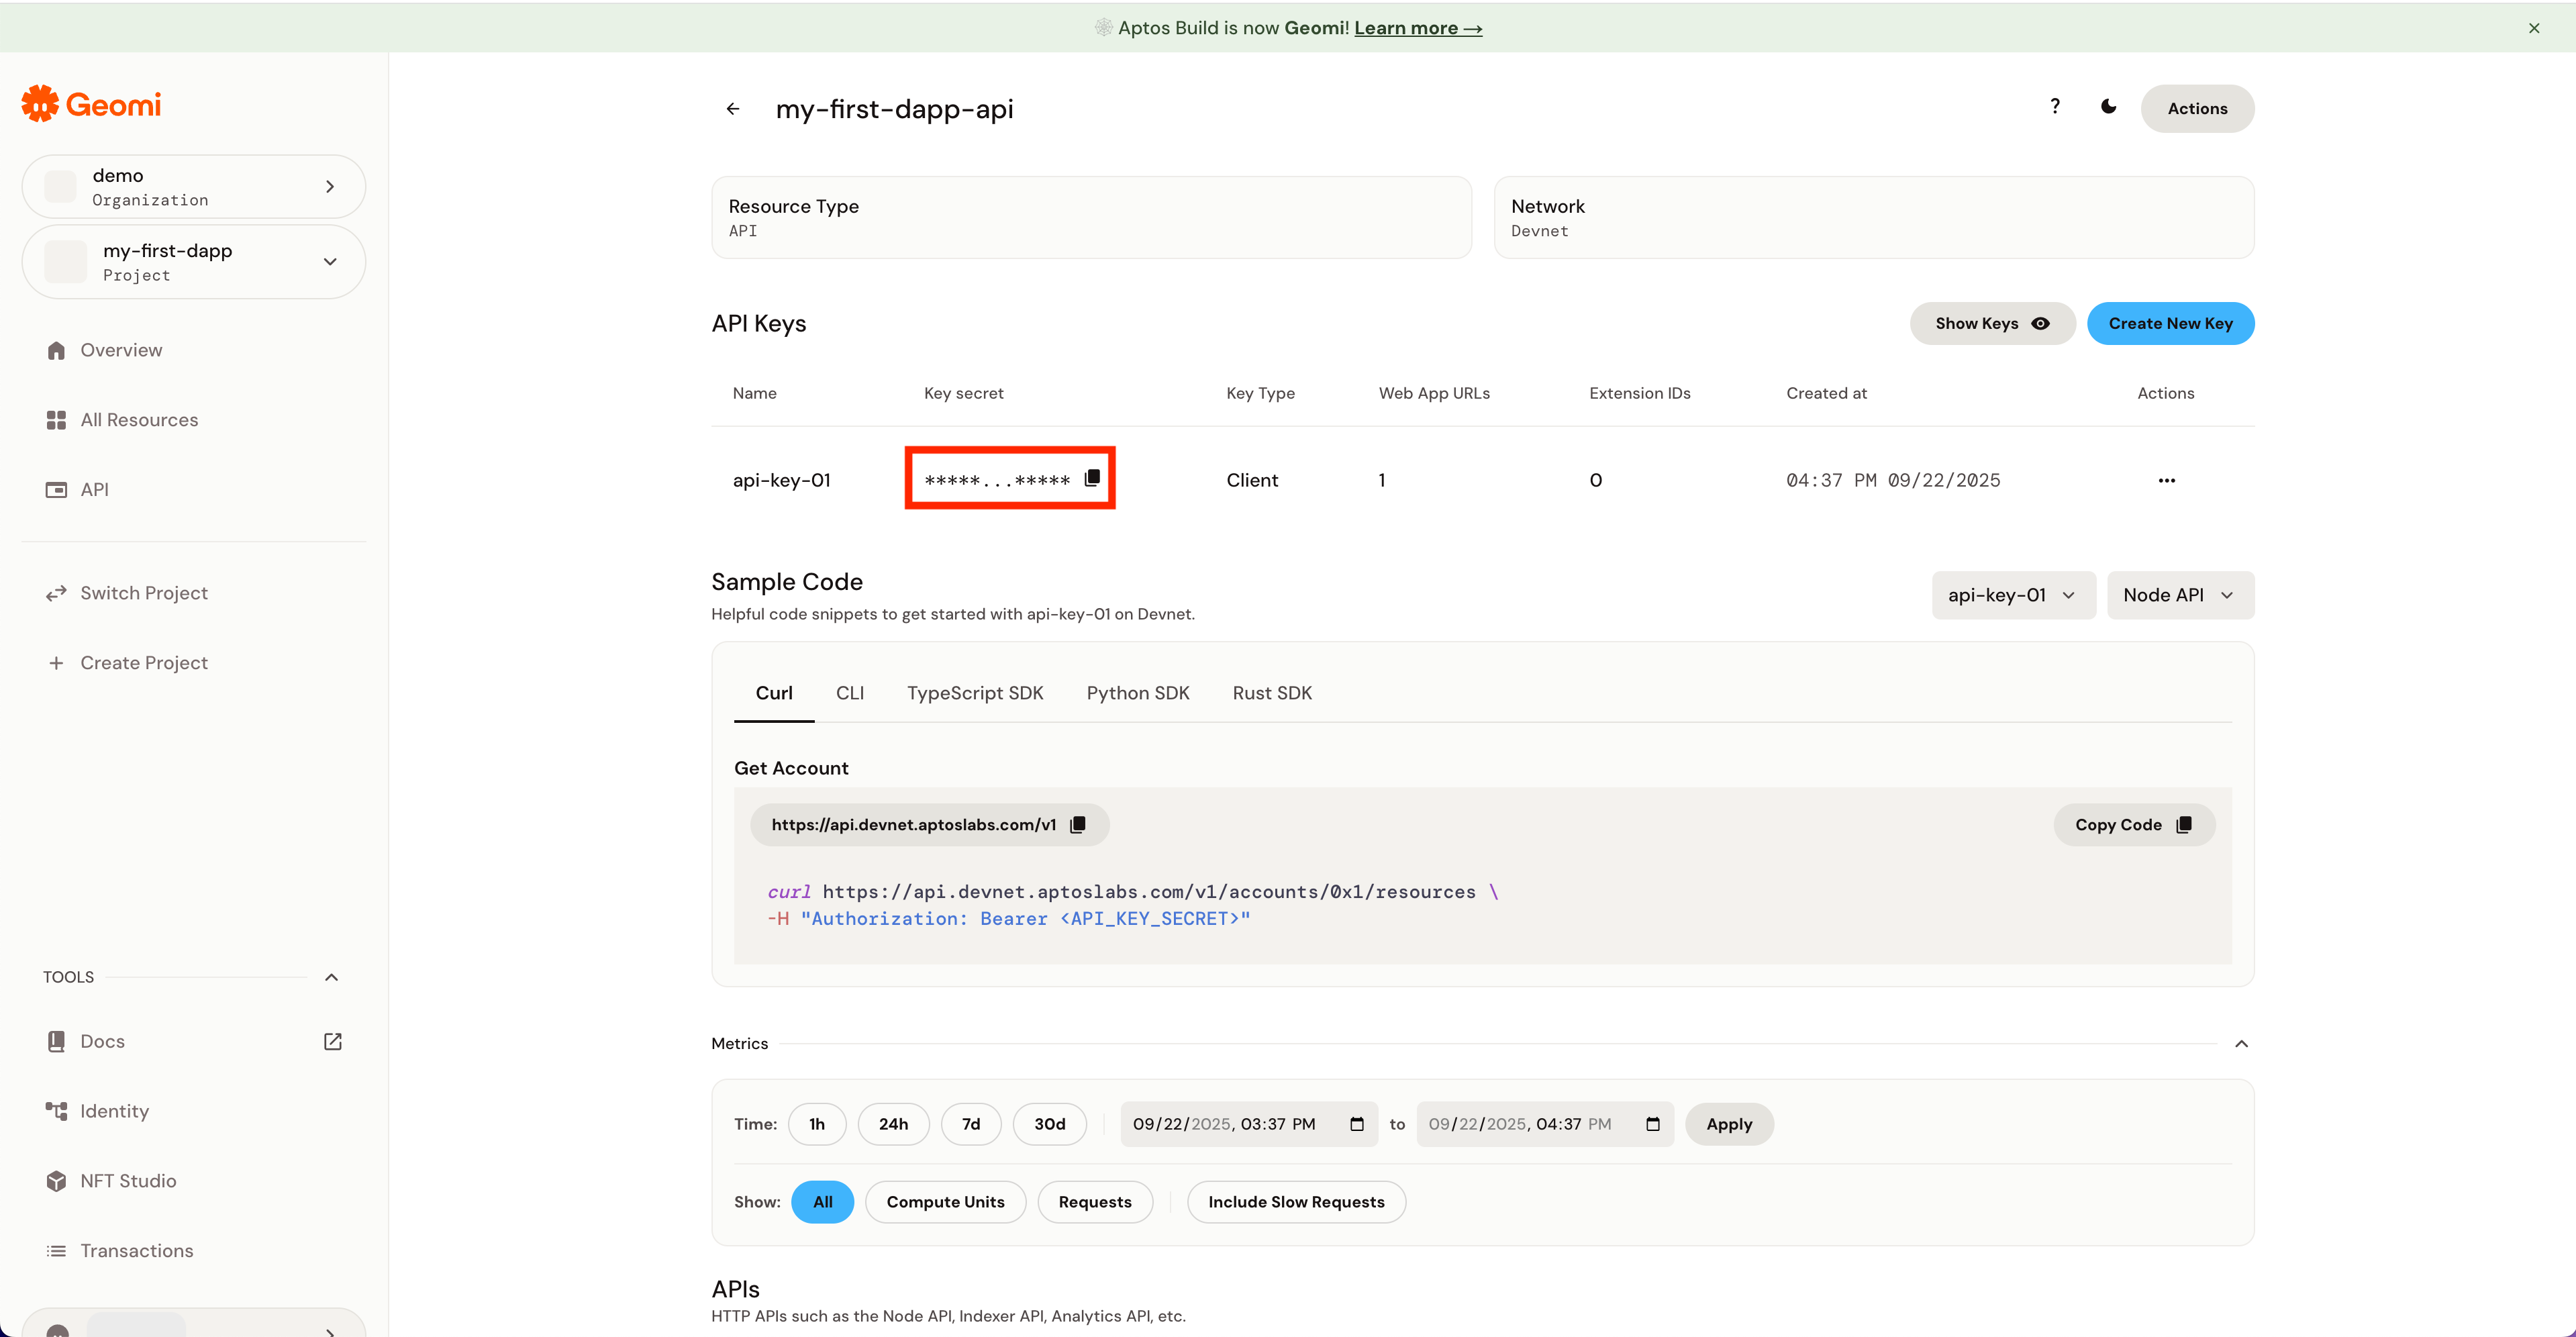 Aptos Build is now Geomi! Learn more →
Geomi
demo
Organization
my-first-dapp
Project
Overview
All Resources
API
Switch Project
Create Project
TOOLS
Docs
Identity
NFT Studio
Transactions
my-first-dapp-api
?
Actions
Resource Type
API
Network
Devnet
API Keys
Show Keys
Create New Key
Name Key secret Key Type Web App URLs Extension IDs Created at Actions
api-key-01 *****...***** Client 1 0 04:37 PM 09/22/2025
Sample Code
Helpful code snippets to get started with api-key-01 on Devnet.
api-key-01
Node API
Curl CLI TypeScript SDK Python SDK Rust SDK
Get Account
https://api.devnet.aptoslabs.com/v1
Copy Code
curl https://api.devnet.aptoslabs.com/v1/accounts/0x1/resources \
-H "Authorization: Bearer <API_KEY_SECRET>"
Metrics
Time: 1h 24h 7d 30d 09/22/2025, 03:37 PM to 09/22/2025, 04:37 PM Apply
Show: All Compute Units Requests Include Slow Requests
APIs
HTTP APIs such as the Node API, Indexer API, Analytics API, etc.